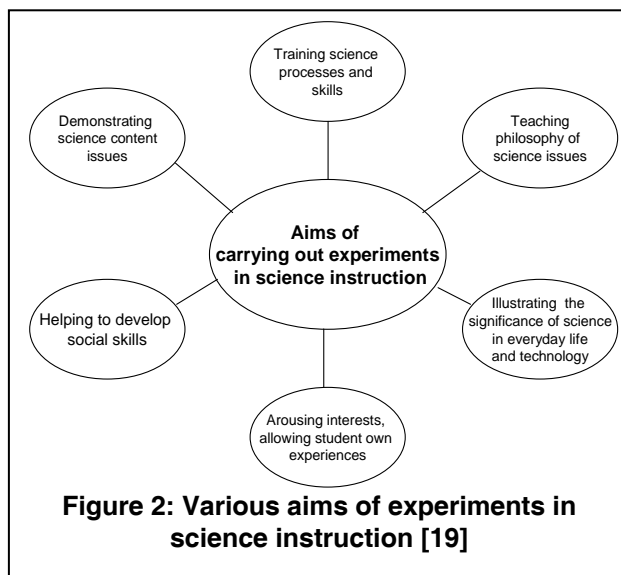 Training science
processes and
skills
Demonstrating
science content
issues
Teaching
philosophy of
science issues
Aims of
carrying out experiments
in science instruction
Helping to develop
social skills
Illustrating the
significance of science
in everyday life
and technology
Arousing interests,
allowing student own
experiences
Figure 2: Various aims of experiments in
science instruction [19]